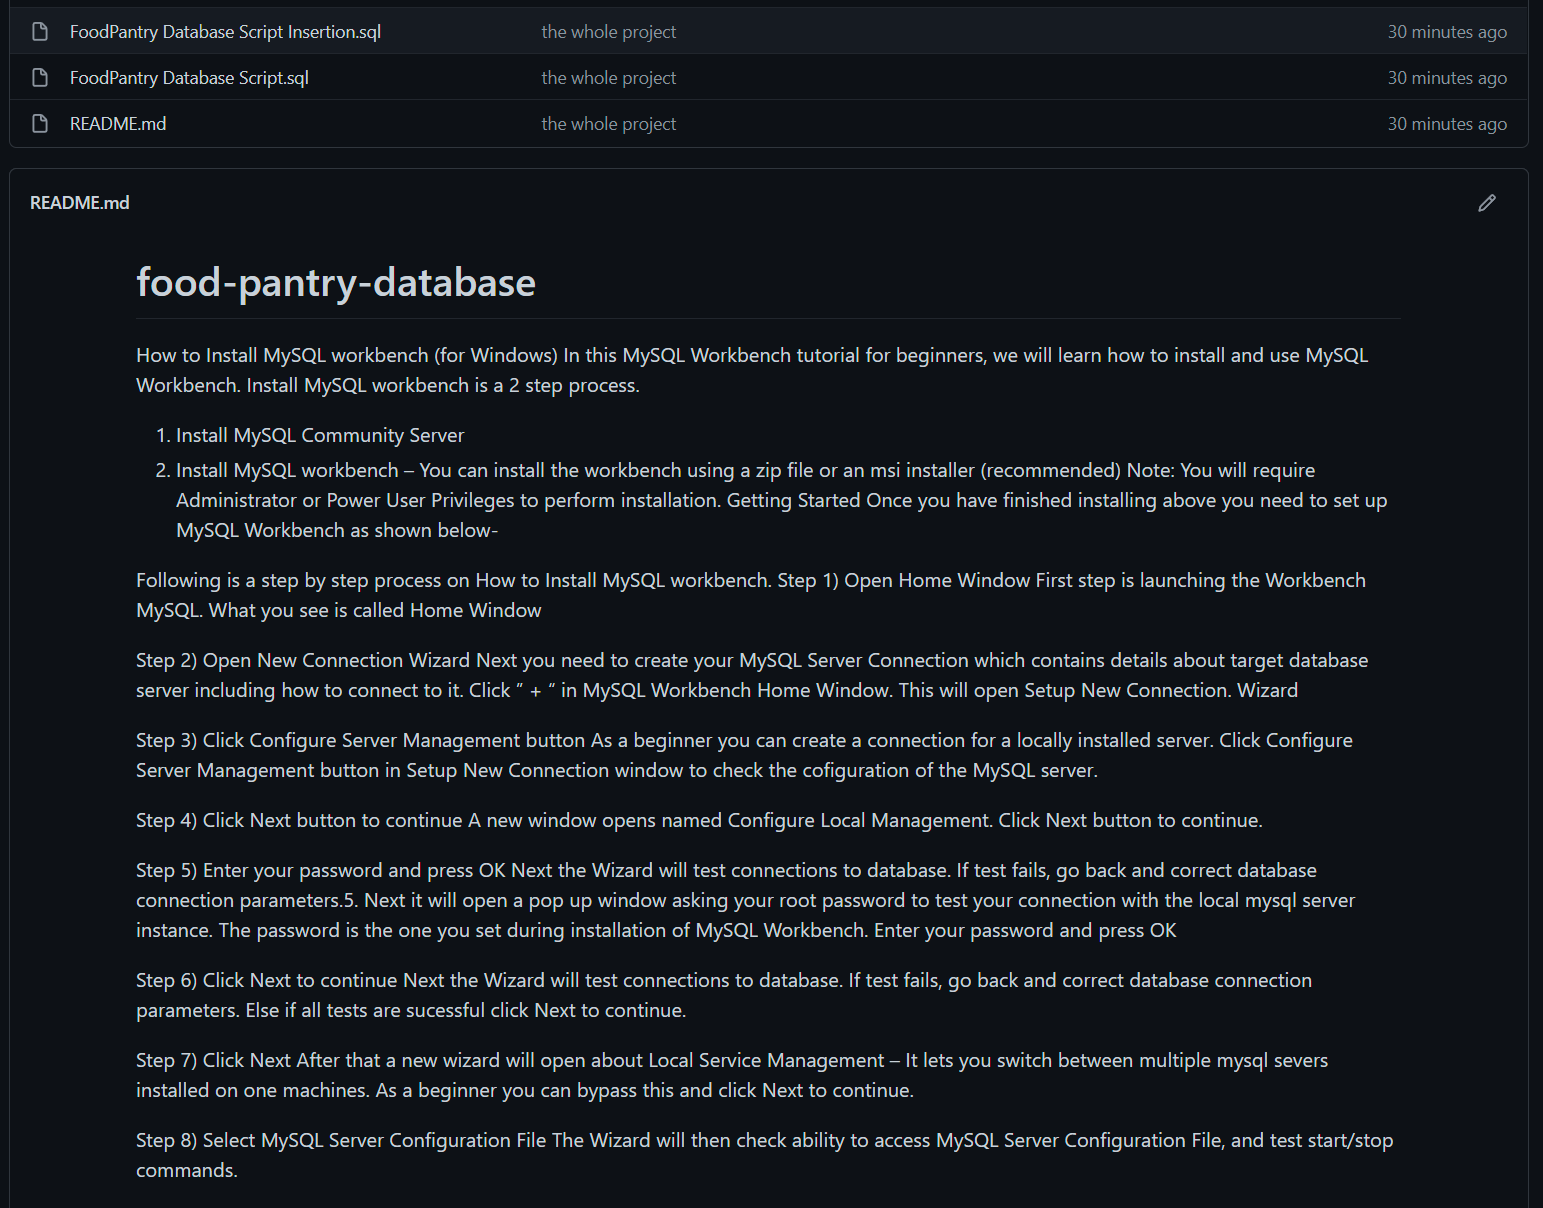 FoodPantry Database Script Insertion.sql the whole project 30 minutes ago
FoodPantry Database Script.sql the whole project 30 minutes ago
README.md the whole project 30 minutes ago
README.md
food-pantry-database
How to Install MySQL workbench (for Windows) In this MySQL Workbench tutorial for beginners, we will learn how to install and use MySQL
Workbench. Install MySQL workbench is a 2 step process.
1. Install MySQL Community Server
2. Install MySQL workbench – You can install the workbench using a zip file or an msi installer (recommended) Note: You will require
Administrator or Power User Privileges to perform installation. Getting Started Once you have finished installing above you need to set up
MySQL Workbench as shown below-
Following is a step by step process on How to Install MySQL workbench. Step 1) Open Home Window First step is launching the Workbench
MySQL. What you see is called Home Window
Step 2) Open New Connection Wizard Next you need to create your MySQL Server Connection which contains details about target database
server including how to connect to it. Click ” + “ in MySQL Workbench Home Window. This will open Setup New Connection. Wizard
Step 3) Click Configure Server Management button As a beginner you can create a connection for a locally installed server. Click Configure
Server Management button in Setup New Connection window to check the cofiguration of the MySQL server.
Step 4) Click Next button to continue A new window opens named Configure Local Management. Click Next button to continue.
Step 5) Enter your password and press OK Next the Wizard will test connections to database. If test fails, go back and correct database
connection parameters.5. Next it will open a pop up window asking your root password to test your connection with the local mysql server
instance. The password is the one you set during installation of MySQL Workbench. Enter your password and press OK
Step 6) Click Next to continue Next the Wizard will test connections to database. If test fails, go back and correct database connection
parameters. Else if all tests are sucessful click Next to continue.
Step 7) Click Next After that a new wizard will open about Local Service Management – It lets you switch between multiple mysql severs
installed on one machines. As a beginner you can bypass this and click Next to continue.
Step 8) Select MySQL Server Configuration File The Wizard will then check ability to access MySQL Server Configuration File, and test start/stop
commands.